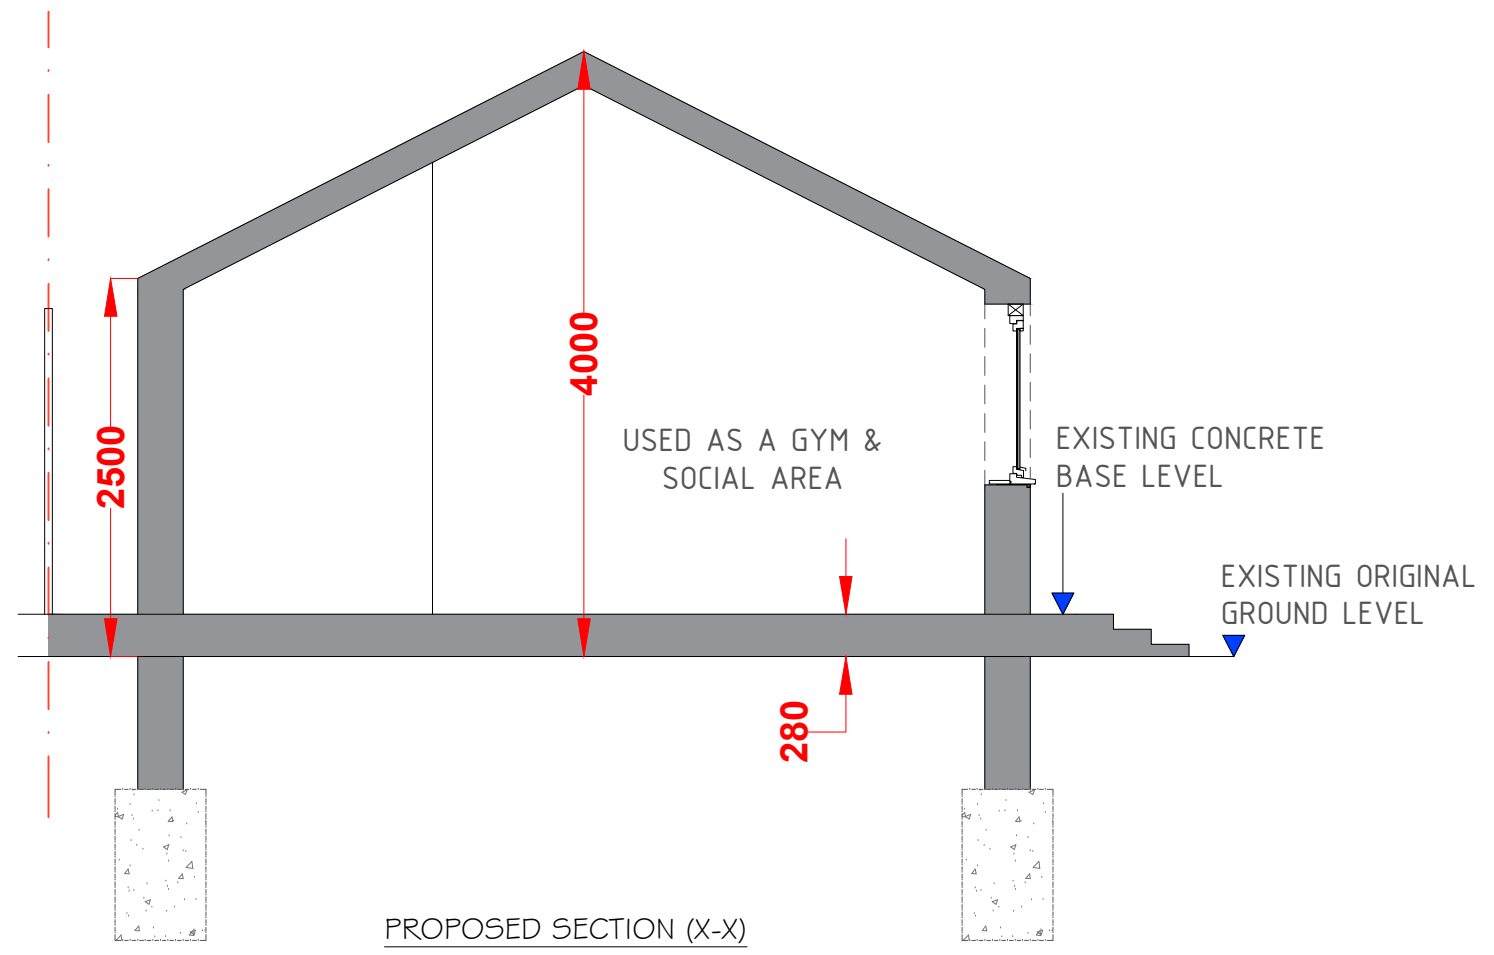 4000
2500
USED AS A GYM &
SOCIAL AREA
EXISTING CONCRETE
BASE LEVEL
EXISTING ORIGINAL
GROUND LEVEL
280
PROPOSED SECTION (X-X)